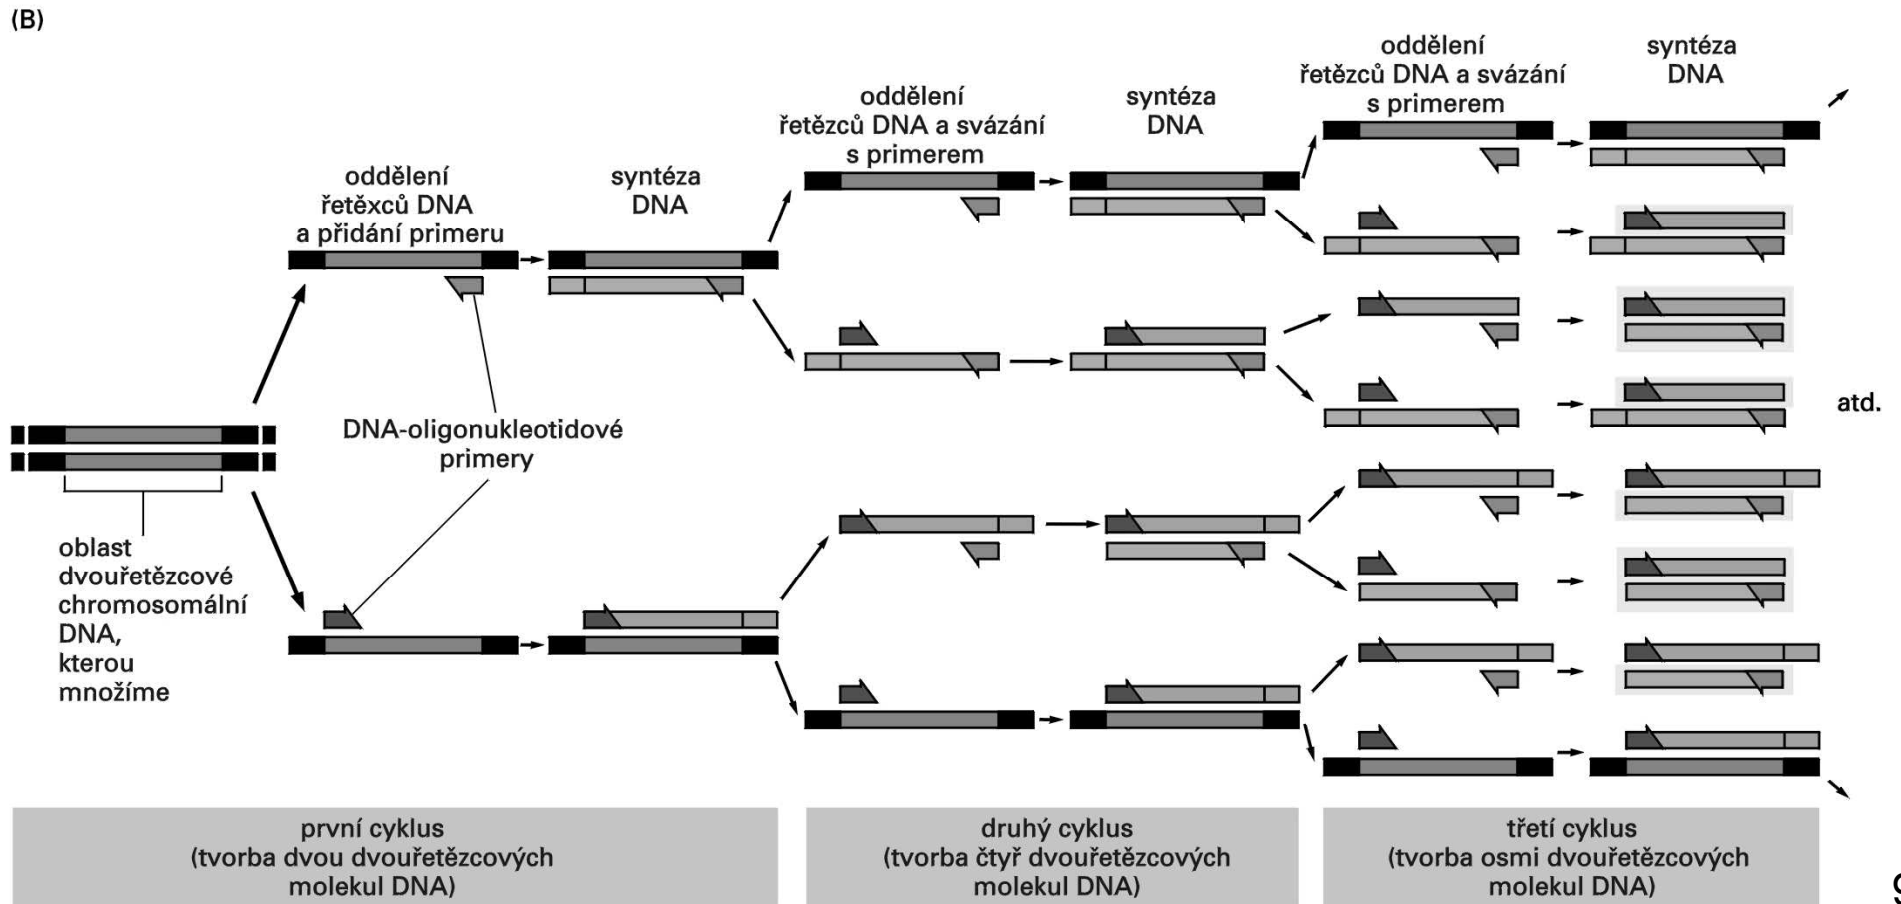 (B)
oddělení
řetěxců DNA
a přidání primeru
syntéza
DNA
oddělení
řetězců DNA a svázání
s primerem
syntéza
DNA
oddělení
řetězců DNA a svázání
s primerem
syntéza
DNA
DNA-oligonukleotidové
primery
atd.
oblast
dvouřetězcové
chromosomální
DNA,
kterou
množíme
první cyklus
(tvorba dvou dvouřetězcových
molekul DNA)
druhý cyklus
(tvorba čtyř dvouřetězcových
molekul DNA)
třetí cyklus
(tvorba osmi dvouřetězcových
molekul DNA)